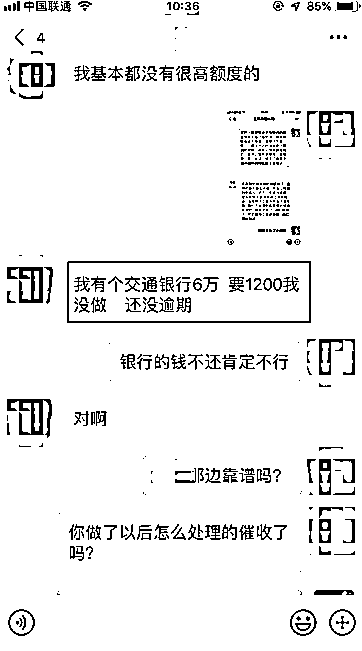 中国联通
10:36
85%
4
我基本都没有很高额度的
我有个交通银行6万 要1200我
没做 还没逾期
银行的钱不还肯定不行
对啊
那边靠谱吗?
你做了以后怎么处理的催收了
吗?